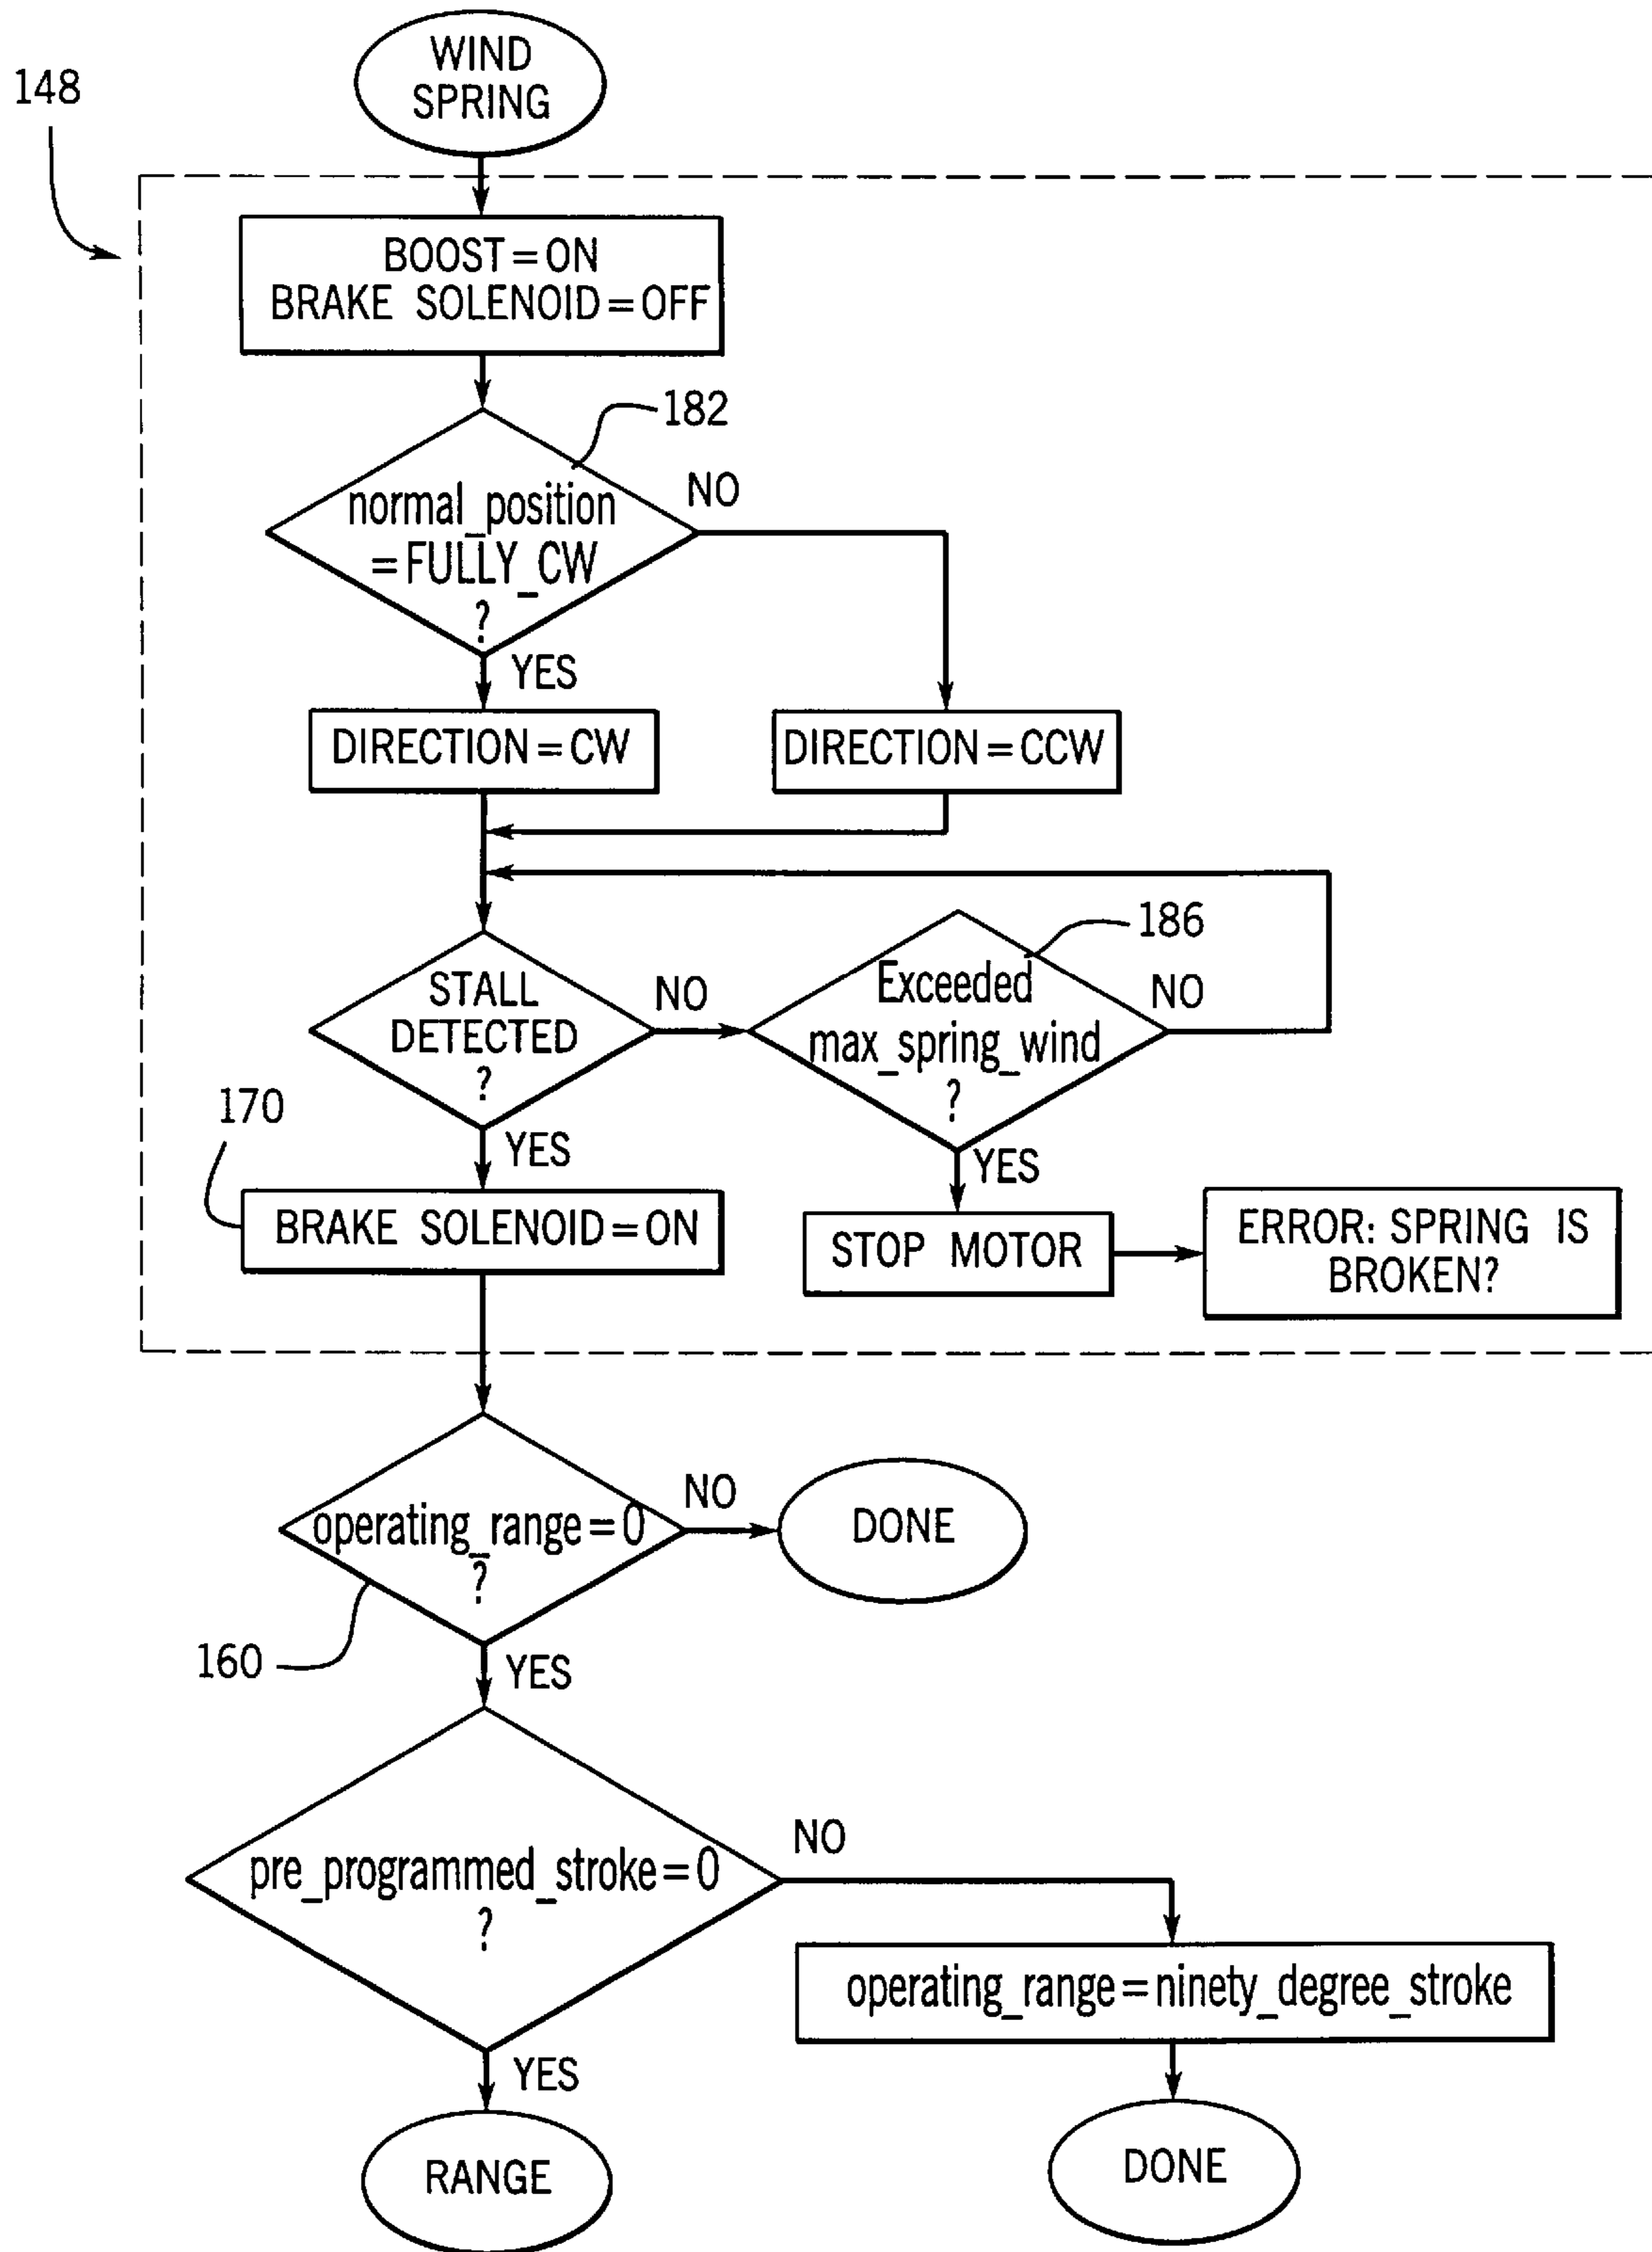 WIND
SPRING
148
BOOST = ON
BRAKE SOLENOID = OFF
182
normal_position
= FULLY_CW
?
NO
YES
DIRECTION = CW
DIRECTION = CCW
STALL
DETECTED
?
NO
186
Exceeded
max_spring_wind
?
NO
170
YES
YES
BRAKE SOLENOID = ON
STOP MOTOR
ERROR: SPRING IS
BROKEN?
operating_range = 0
?
NO
DONE
160
YES
pre_programmed_stroke = 0
?
NO
operating_range = ninety_degree_stroke
YES
RANGE
DONE